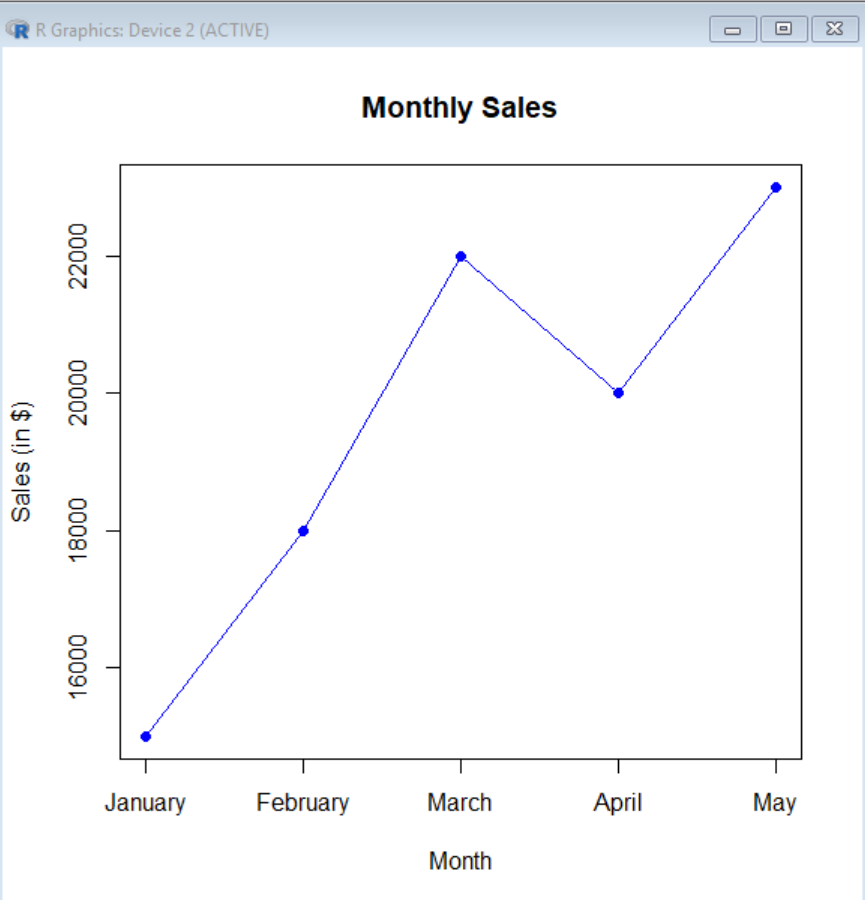 R Graphics: Device 2 (ACTIVE)
Monthly Sales
Sales (in $)
22000
20000
18000
16000
January February March April May
Month